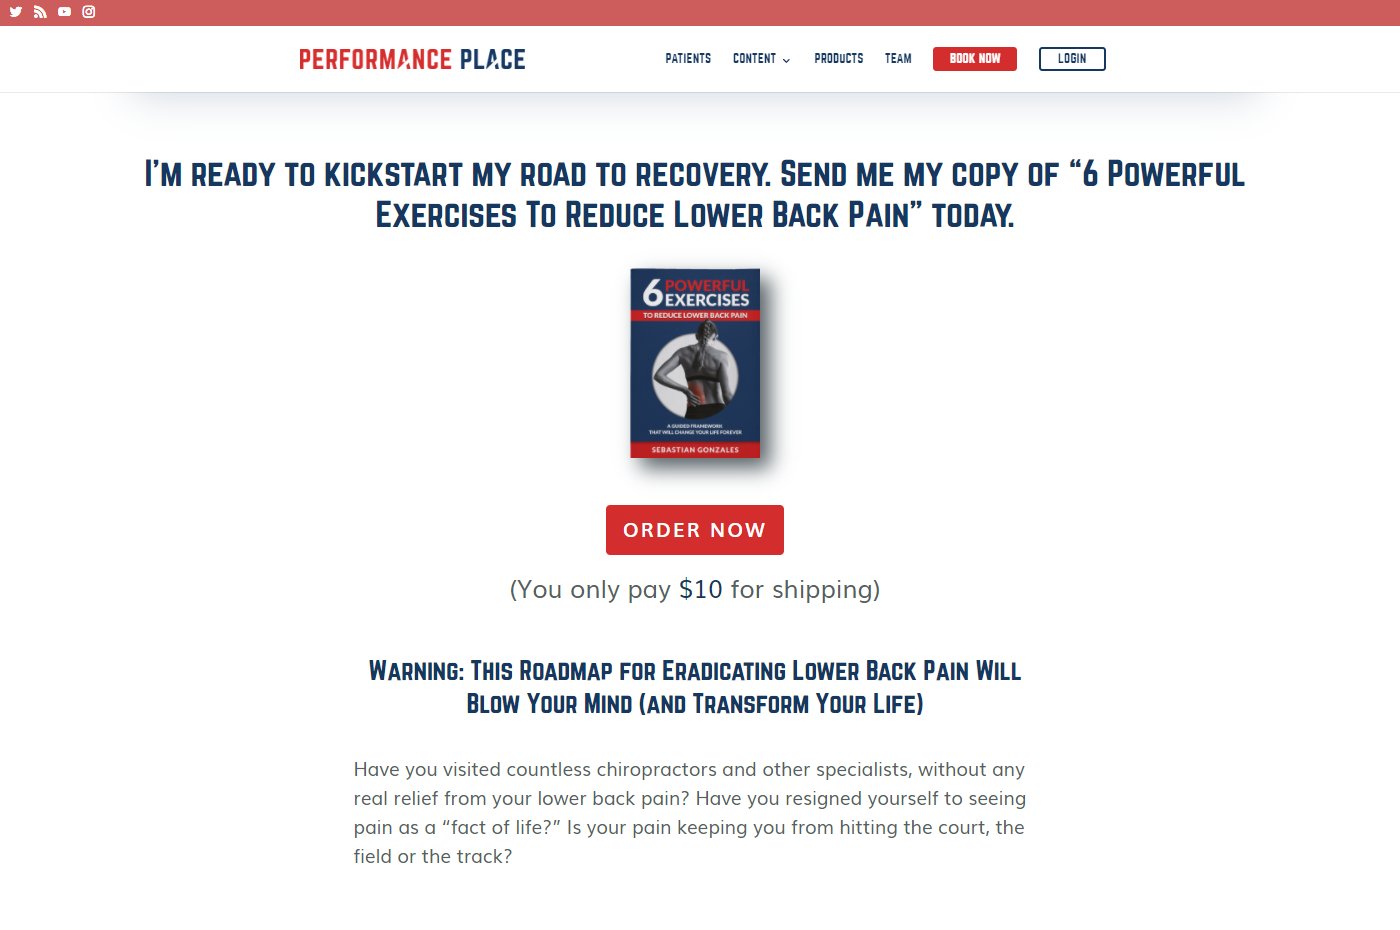 PERFORMANCE PLACE
PATIENTS
CONTENT
PRODUCTS
TEAM
BOOK NOW
LOGIN
I'm ready to kickstart my road to recovery. Send me my copy of “6 Powerful
Exercises To Reduce Lower Back Pain” today.
6 POWERFUL
EXERCISES
TO REDUCE LOWER BACK PAIN
A GUIDED FRAMEWORK
THAT WILL CHANGE YOUR LIFE FOREVER
SEBASTIAN GONZALES
ORDER NOW
(You only pay $10 for shipping)
Warning: This Roadmap for Eradicating Lower Back Pain Will
Blow Your Mind (and Transform Your Life)
Have you visited countless chiropractors and other specialists, without any
real relief from your lower back pain? Have you resigned yourself to seeing
pain as a “fact of life?” Is your pain keeping you from hitting the court, the
field or the track?